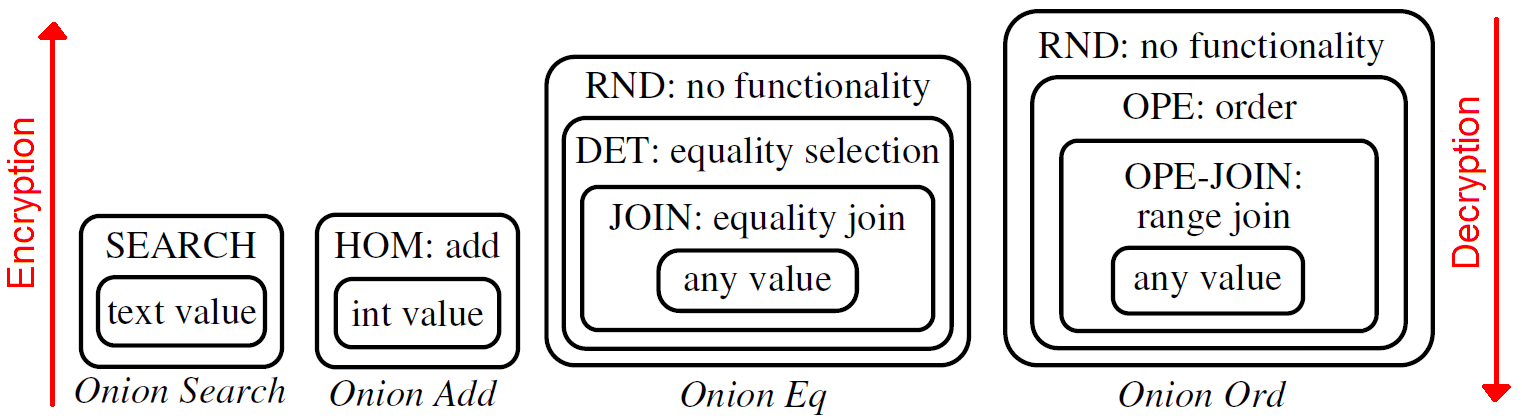 Encryption
SEARCH
text value
Onion Search
HOM: add
int value
Onion Add
RND: no functionality
DET: equality selection
JOIN: equality join
any value
Onion Eq
RND: no functionality
OPE: order
OPE-JOIN:
range join
any value
Onion Ord
Decryption